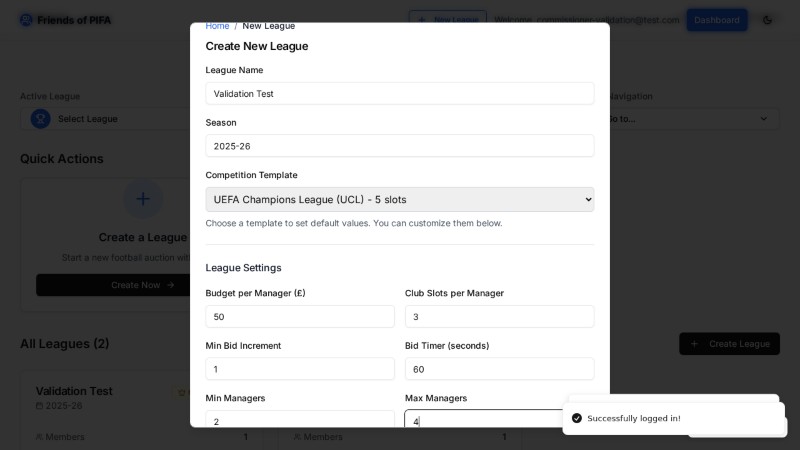 Friends of PIFA
New League
Welcome, commissioner-validation@test.com
Dashboard
Home / New League
Create New League
League Name
Validation Test
Season
2025-26
Competition Template
UEFA Champions League (UCL) - 5 slots
Choose a template to set default values. You can customize them below.
League Settings
Budget per Manager (£)
Club Slots per Manager
50
3
Min Bid Increment
Bid Timer (seconds)
1
60
Min Managers
Max Managers
2
4
Active League
Select League
Navigation
Go to...
Quick Actions
Create a League
Start a new football auction with
Create Now
All Leagues (2)
Create League
Validation Test
2025-26
Members 1
Members 1
Successfully logged in!